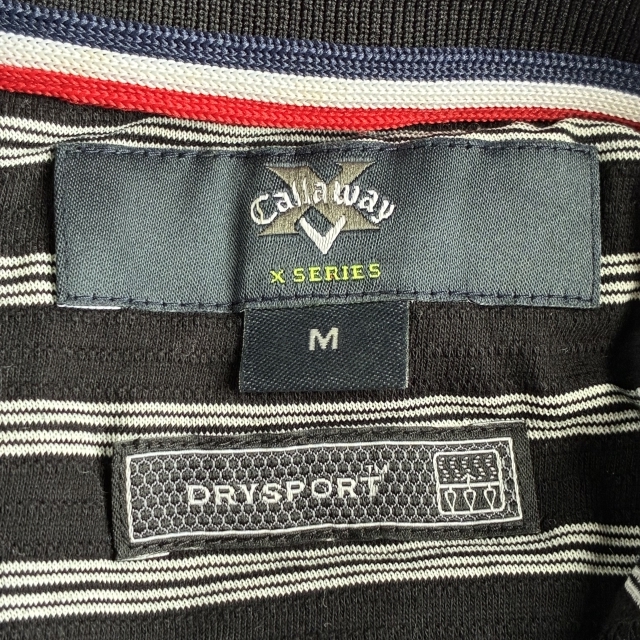 X
Callaway
X SERIES
M
DRYSPORT™